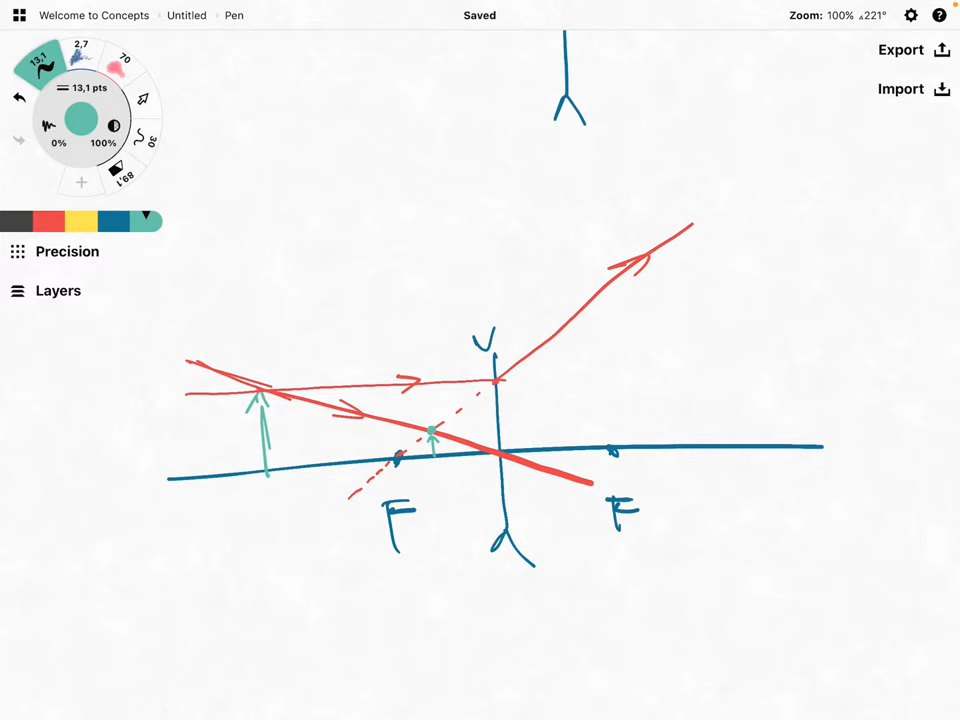 Welcome to Concepts › Untitled › Pen
Saved
Zoom: 100% ⊿221°
Export
Import
13,1
2,7
70
13,1 pts
30
0%
100%
89,1
+
Precision
Layers
F
F